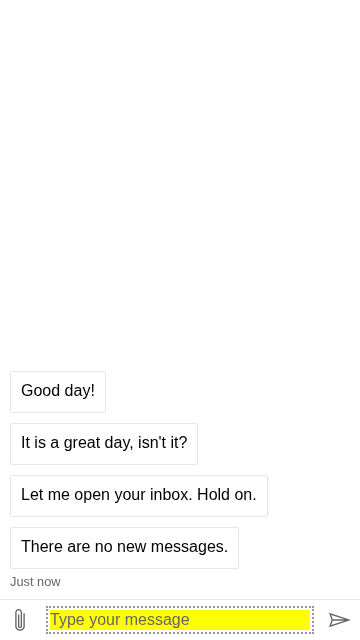 Good day!
It is a great day, isn't it?
Let me open your inbox. Hold on.
There are no new messages.
Just now
Type your message